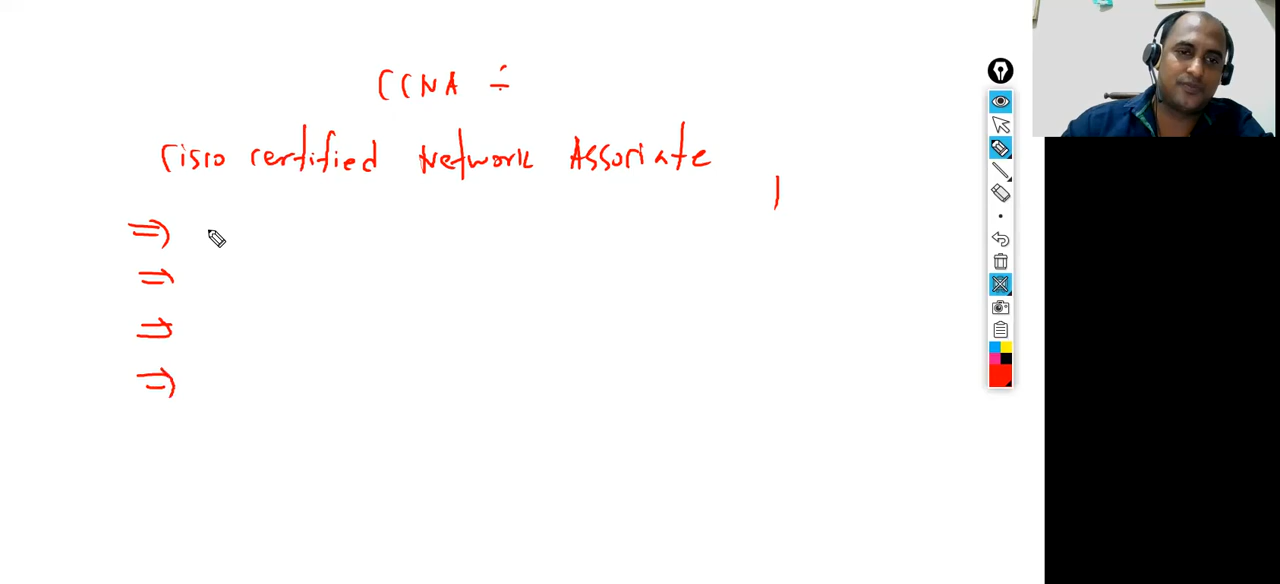 CCNA ÷
Cisco certified Network Associate
⇒
⇒
⇒
⇒